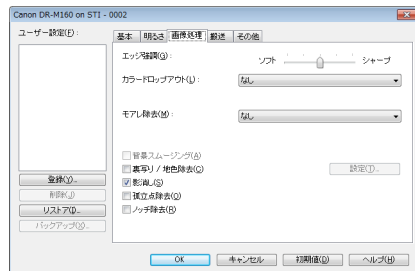 Canon DR-M160 on STI - 0002
ユーザー設定(F):
基本 明るさ 画像処理 搬送 その他
エッジ強調(G): ソフト シャープ
カラードロップアウト(L): なし
モアレ除去(M): なし
背景スムージング(A)
裏写り / 地色除去(C) 設定(T)...
影消し(S)
孤立点除去(O)
ノッチ除去(R)
登録(Y)...
削除(J)
リストア(I)...
バックアップ(X)...
OK キャンセル 初期値(D) ヘルプ(H)